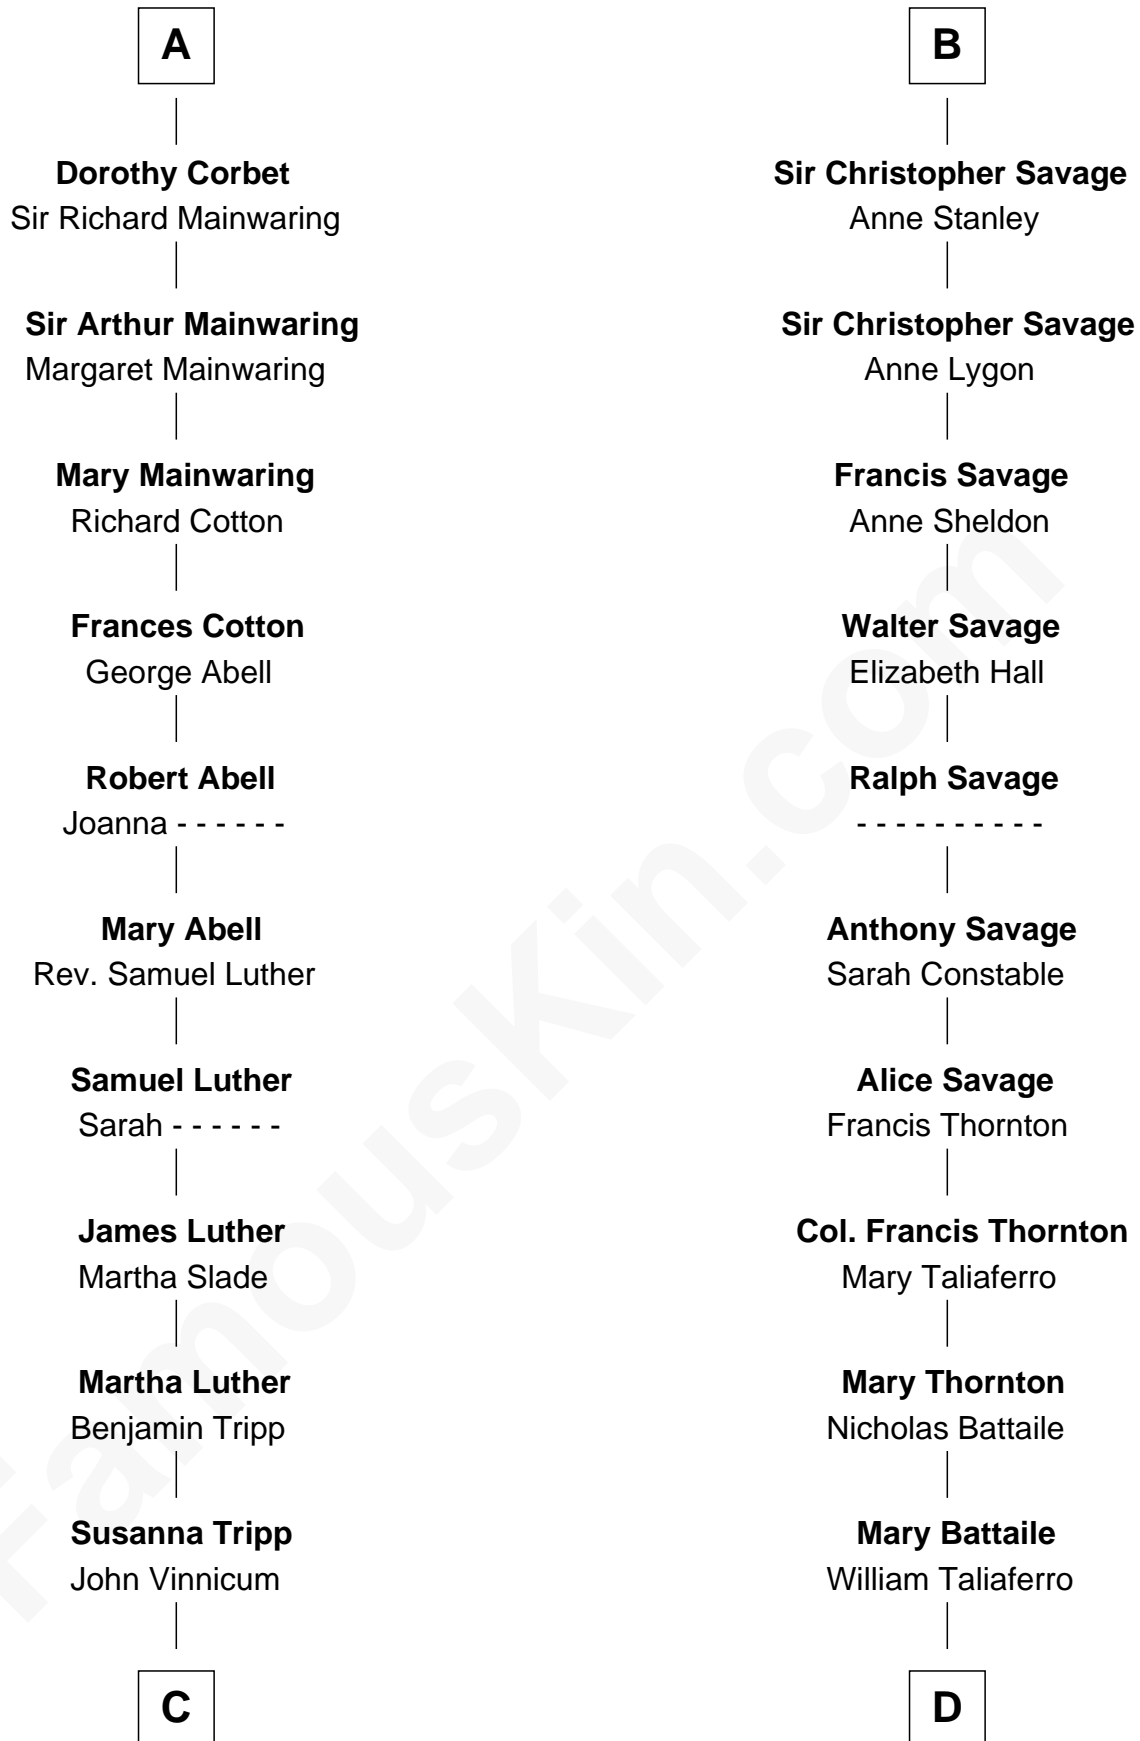 A
Dorothy Corbet
Sir Richard Mainwaring
Sir Arthur Mainwaring
Margaret Mainwaring
Mary Mainwaring
Richard Cotton
Frances Cotton
George Abell
Robert Abell
Joanna - - - - - -
Mary Abell
Rev. Samuel Luther
Samuel Luther
Sarah - - - - - -
James Luther
Martha Slade
Martha Luther
Benjamin Tripp
Susanna Tripp
John Vinnicum
C
B
Sir Christopher Savage
Anne Stanley
Sir Christopher Savage
Anne Lygon
Francis Savage
Anne Sheldon
Walter Savage
Elizabeth Hall
Ralph Savage
- - - - - - - - - -
Anthony Savage
Sarah Constable
Alice Savage
Francis Thornton
Col. Francis Thornton
Mary Taliaferro
Mary Thornton
Nicholas Battaile
Mary Battaile
William Taliaferro
D
FamousKin.com